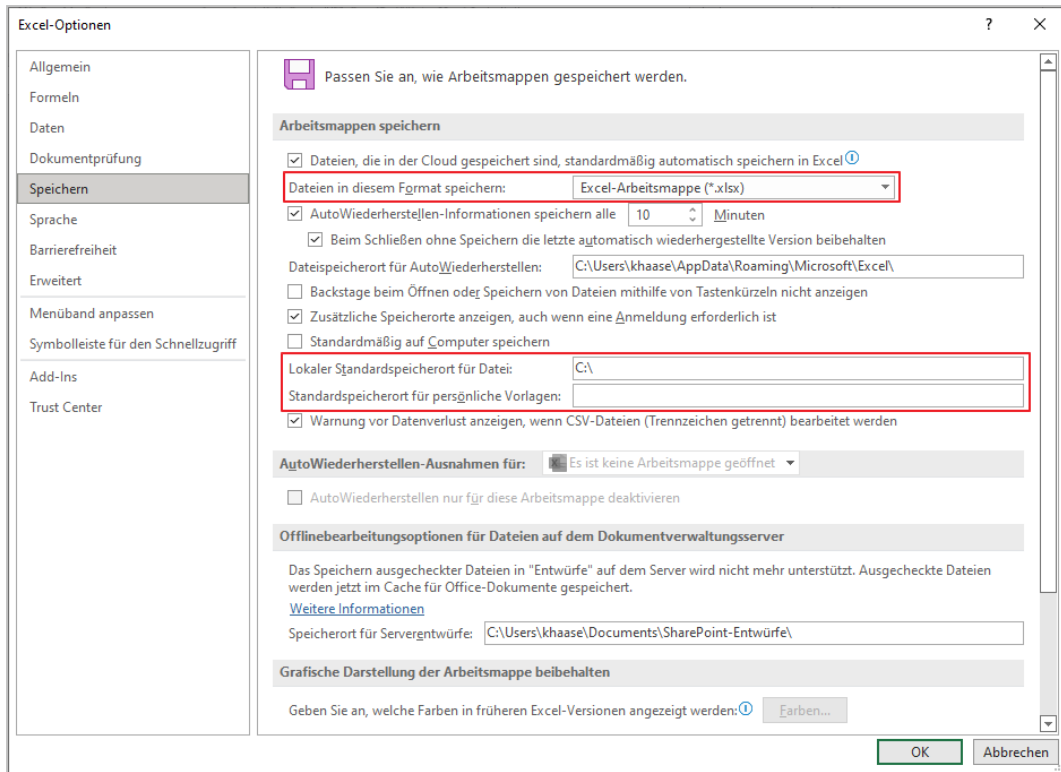 Excel-Optionen
?
Allgemein
Formeln
Daten
Dokumentprüfung
Speichern
Sprache
Barrierefreiheit
Erweitert
Menüband anpassen
Symbolleiste für den Schnellzugriff
Add-Ins
Trust Center
Passen Sie an, wie Arbeitsmappen gespeichert werden.
Arbeitsmappen speichern
Dateien, die in der Cloud gespeichert sind, standardmäßig automatisch speichern in Excel
Dateien in diesem Format speichern: Excel-Arbeitsmappe (*.xlsx)
AutoWiederherstellen-Informationen speichern alle 10 Minuten
Beim Schließen ohne Speichern die letzte automatisch wiederhergestellte Version beibehalten
Dateispeicherort für AutoWiederherstellen: C:\Users\khaase\AppData\Roaming\Microsoft\Excel\
Backstage beim Öffnen oder Speichern von Dateien mithilfe von Tastenkürzeln nicht anzeigen
Zusätzliche Speicherorte anzeigen, auch wenn eine Anmeldung erforderlich ist
Standardmäßig auf Computer speichern
Lokaler Standardspeicherort für Datei: C:\
Standardspeicherort für persönliche Vorlagen:
Warnung vor Datenverlust anzeigen, wenn CSV-Dateien (Trennzeichen getrennt) bearbeitet werden
AutoWiederherstellen-Ausnahmen für: Es ist keine Arbeitsmappe geöffnet
AutoWiederherstellen nur für diese Arbeitsmappe deaktivieren
Offlinebearbeitungsoptionen für Dateien auf dem Dokumentverwaltungsserver
Das Speichern ausgecheckter Dateien in "Entwürfe" auf dem Server wird nicht mehr unterstützt. Ausgecheckte Dateien
werden jetzt im Cache für Office-Dokumente gespeichert.
Weitere Informationen
Speicherort für Serverentwürfe: C:\Users\khaase\Documents\SharePoint-Entwürfe\
Grafische Darstellung der Arbeitsmappe beibehalten
Geben Sie an, welche Farben in früheren Excel-Versionen angezeigt werden: Farben...
OK Abbrechen